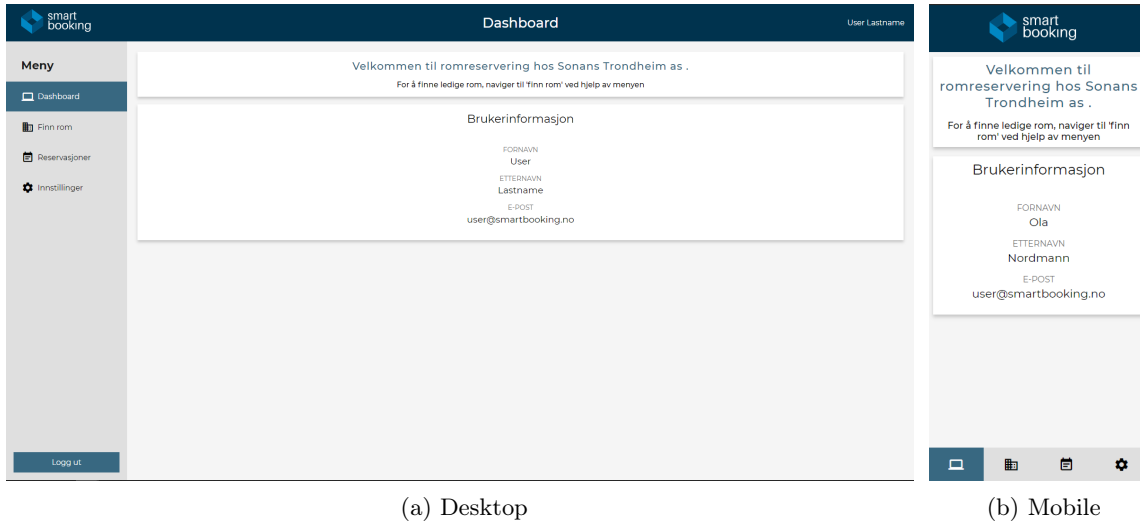 smart
booking
Dashboard
User Lastname
Meny
Dashboard
Finn rom
Reservasjoner
Innstillinger
Logg ut
Velkommen til romreservering hos Sonans Trondheim as .
For å finne ledige rom, naviger til 'finn rom' ved hjelp av menyen
Brukerinformasjon
FORNAVN
User
ETTERNAVN
Lastname
E-POST
user@smartbooking.no
(a) Desktop
smart
booking
Velkommen til
romreservering hos Sonans
Trondheim as .
For å finne ledige rom, naviger til 'finn
rom' ved hjelp av menyen
Brukerinformasjon
FORNAVN
Ola
ETTERNAVN
Nordmann
E-POST
user@smartbooking.no
(b) Mobile